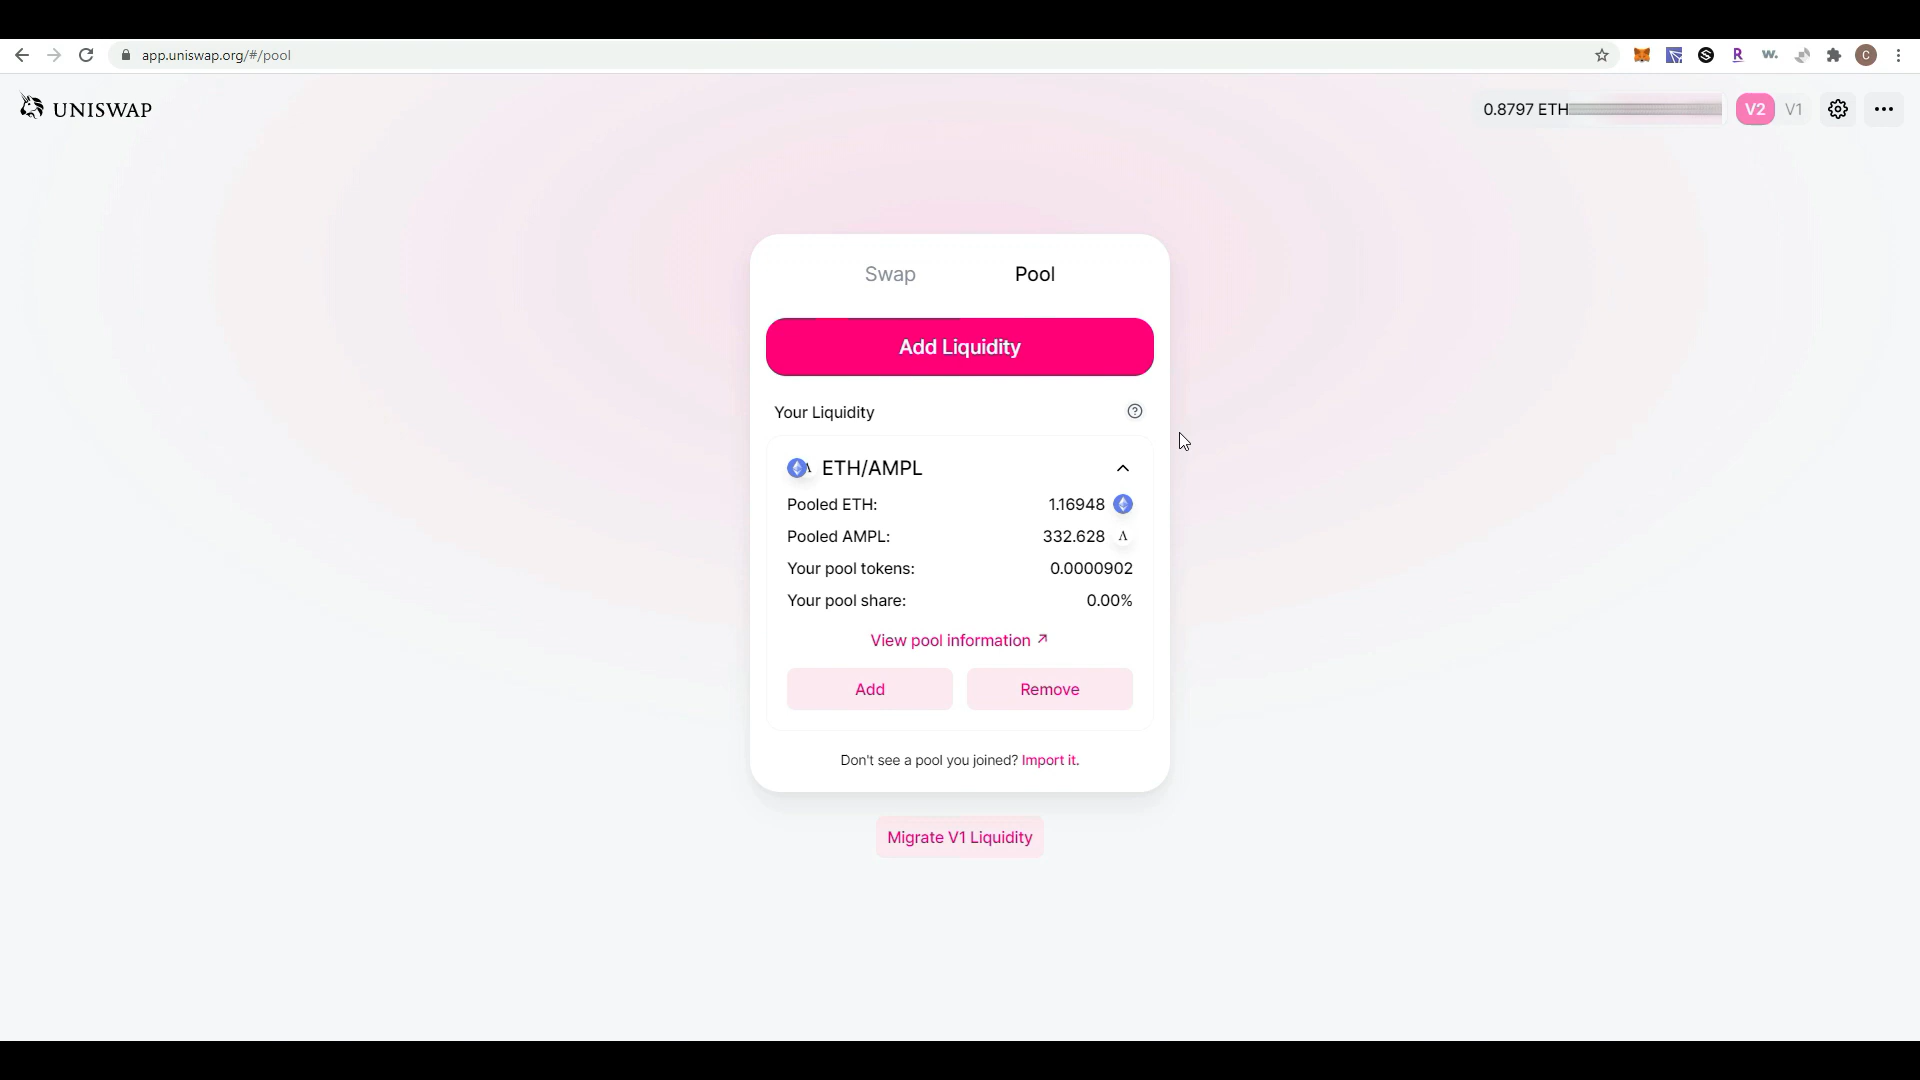 app.uniswap.org/#/pool
UNISWAP
0.8797 ETH
V2 V1
Swap Pool
Add Liquidity
Your Liquidity
ETH/AMPL
Pooled ETH: 1.16948
Pooled AMPL: 332.628
Your pool tokens: 0.0000902
Your pool share: 0.00%
View pool information ↗
Add Remove
Don't see a pool you joined? Import it.
Migrate V1 Liquidity